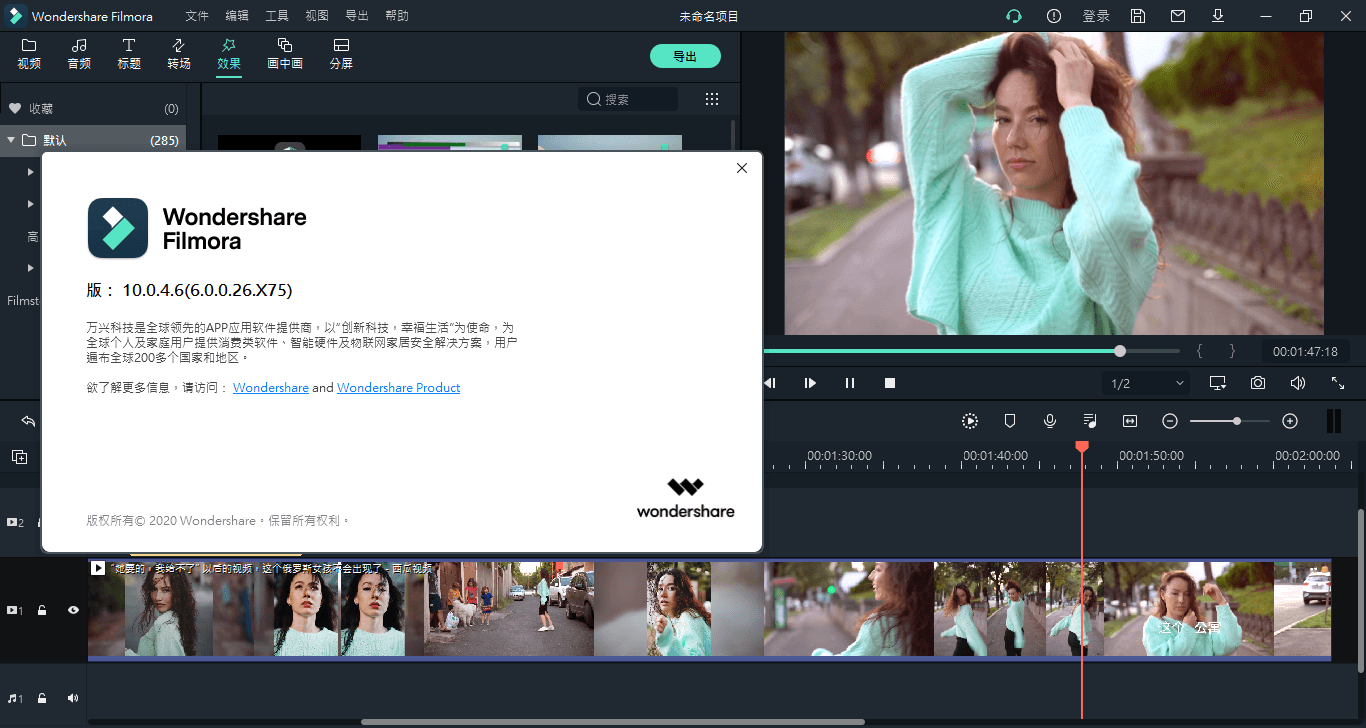 Wondershare Filmora
文件 编辑 工具 视图 导出 帮助
未命名项目
登录
视频 音频 标题 转场 效果 画中画 分屏
导出
收藏 (0)
搜索
默认 (285)
高
Filmst
Wondershare
Filmora
版： 10.0.4.6(6.0.0.26.X75)
万兴科技是全球领先的APP应用软件提供商，以“创新科技，幸福生活”为使命，为
全球个人及家庭用户提供消费类软件、智能硬件及物联网家居安全解决方案，用户
遍布全球200多个国家和地区。
欲了解更多信息，请访问： Wondershare and Wondershare Product
wondershare
版权所有© 2020 Wondershare。保留所有权利。
{ } 00:01:47:18
1/2
00:01:30:00 00:01:40:00 00:01:50:00 00:02:00:00
2
“她要的，我给不了” 以后的视频，这个俄罗斯女孩不会出现了 - 西瓜视频
1
这个 公寓
1